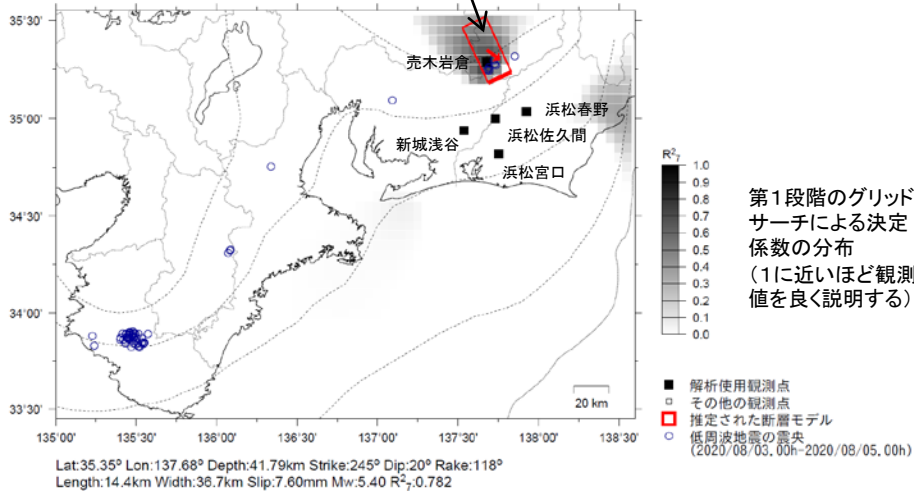 35°30'
35°00'
34°30'
34°00'
33°30'
135°00'
135°30'
136°00'
136°30'
137°00'
137°30'
138°00'
138°30'
売木岩倉
浜松春野
新城浅谷
浜松佐久間
浜松宮口
20 km
R²₇
1.0
0.9
0.8
0.7
0.6
0.5
0.4
0.3
0.2
0.1
0.0
第1段階のグリッド
サーチによる決定
係数の分布
(1に近いほど観測
値を良く説明する)
解析使用観測点
その他の観測点
推定された断層モデル
低周波地震の震央
(2020/08/03,00h-2020/08/05,00h)
Lat:35.35° Lon:137.68° Depth:41.79km Strike:245° Dip:20° Rake:118°
Length:14.4km Width:36.7km Slip:7.60mm Mw:5.40 R²₇:0.782